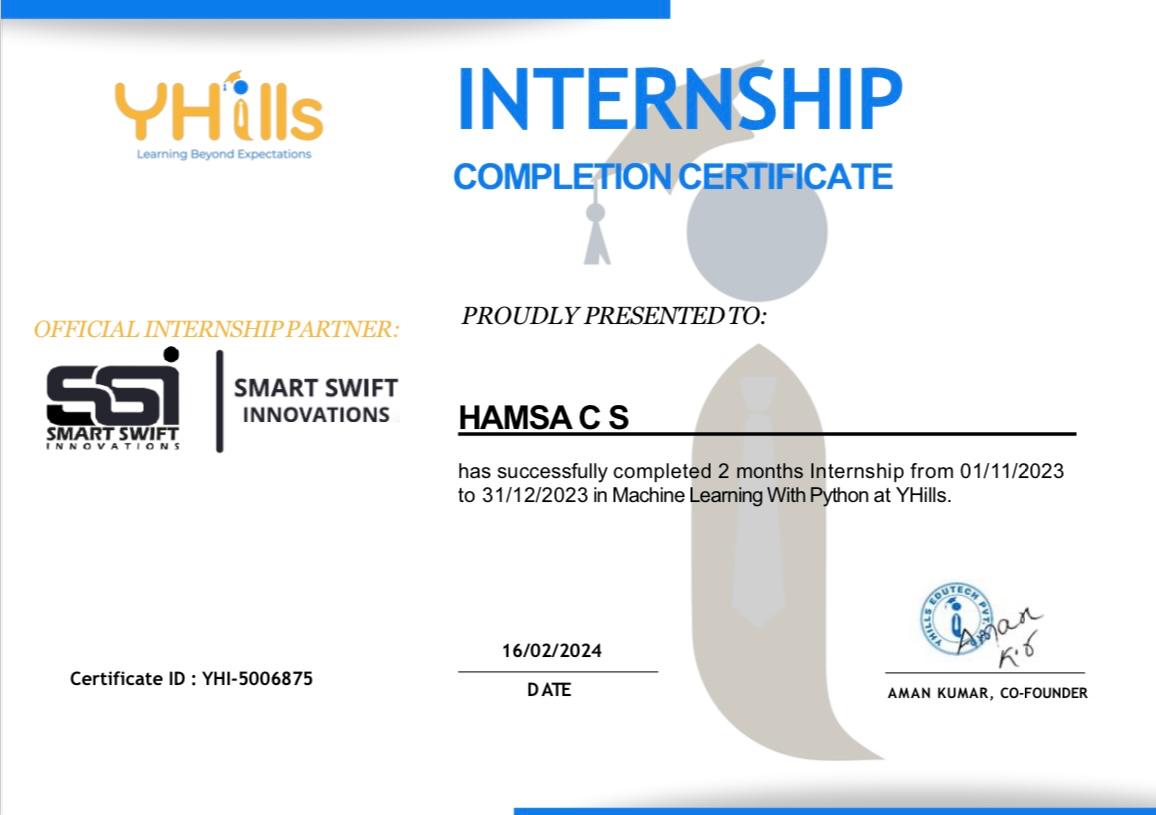 YHills
Learning Beyond Expectations
INTERNSHIP
COMPLETION CERTIFICATE
OFFICIAL INTERNSHIP PARTNER:
SSI
SMART SWIFT
INNOVATIONS
SMART SWIFT
INNOVATIONS
PROUDLY PRESENTED TO:
HAMSA C S
has successfully completed 2 months Internship from 01/11/2023
to 31/12/2023 in Machine Learning With Python at YHills.
Certificate ID : YHI-5006875
16/02/2024
DATE
YHILLS EDUTECH PVT.
Aman
AMAN KUMAR, CO-FOUNDER